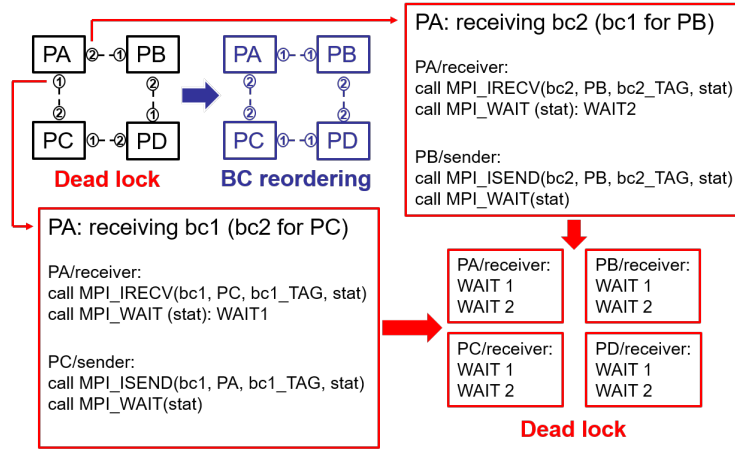 PA ②--① PB
① ②
② ①
PC ①--② PD
Dead lock
PA ①--① PB
② ②
② ②
PC ①--① PD
BC reordering
PA: receiving bc2 (bc1 for PB)
PA/receiver:
call MPI_IRECV(bc2, PB, bc2_TAG, stat)
call MPI_WAIT (stat): WAIT2
PB/sender:
call MPI_ISEND(bc2, PB, bc2_TAG, stat)
call MPI_WAIT(stat)
PA: receiving bc1 (bc2 for PC)
PA/receiver:
call MPI_IRECV(bc1, PC, bc1_TAG, stat)
call MPI_WAIT (stat): WAIT1
PC/sender:
call MPI_ISEND(bc1, PA, bc1_TAG, stat)
call MPI_WAIT(stat)
PA/receiver:
WAIT 1
WAIT 2
PB/receiver:
WAIT 1
WAIT 2
PC/receiver:
WAIT 1
WAIT 2
PD/receiver:
WAIT 1
WAIT 2
Dead lock